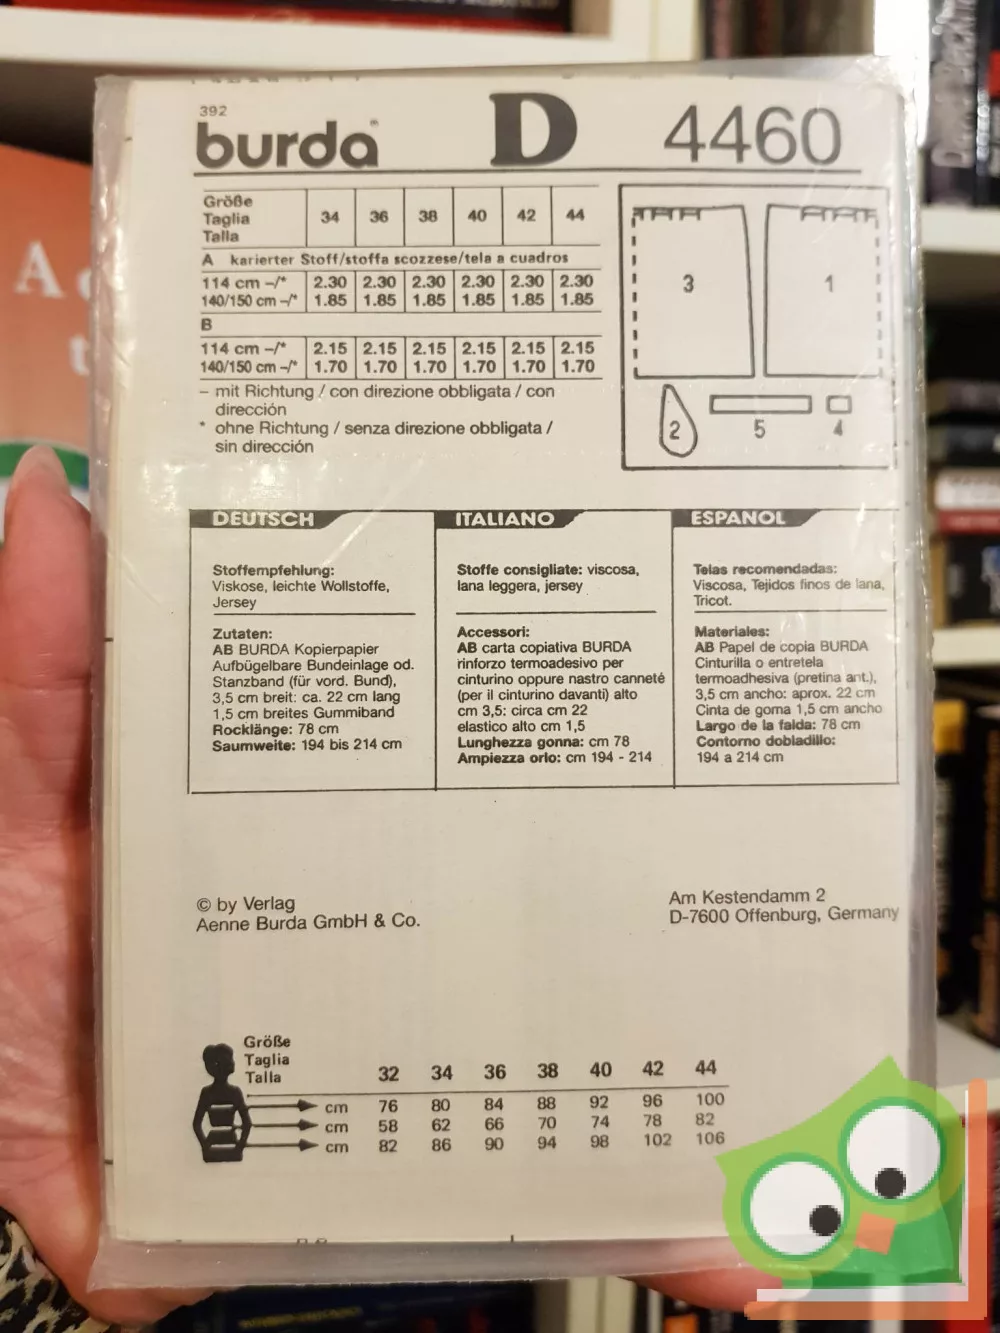 392
burda® D 4460
Größe
Taglia
Talla
34 36 38 40 42 44
A karierter Stoff/stoffa scozzese/tela a cuadros
114 cm –/* 2.30 2.30 2.30 2.30 2.30 2.30
140/150 cm –/* 1.85 1.85 1.85 1.85 1.85 1.85
B
114 cm –/* 2.15 2.15 2.15 2.15 2.15 2.15
140/150 cm –/* 1.70 1.70 1.70 1.70 1.70 1.70
– mit Richtung / con direzione obbligata / con
dirección
* ohne Richtung / senza direzione obbligata /
sin dirección
3 1
2 5 4
DEUTSCH
Stoffempfehlung:
Viskose, leichte Wollstoffe,
Jersey
Zutaten:
AB BURDA Kopierpapier
Aufbügelbare Bundeinlage od.
Stanzband (für vord. Bund),
3,5 cm breit: ca. 22 cm lang
1,5 cm breites Gummiband
Rocklänge: 78 cm
Saumweite: 194 bis 214 cm
ITALIANO
Stoffe consigliate: viscosa,
lana leggera, jersey
Accessori:
AB carta copiativa BURDA
rinforzo termoadesivo per
cinturino oppure nastro canneté
(per il cinturino davanti) alto
cm 3,5: circa cm 22
elastico alto cm 1,5
Lunghezza gonna: cm 78
Ampiezza orlo: cm 194 - 214
ESPAÑOL
Telas recomendadas:
Viscosa, Tejidos finos de lana,
Tricot.
Materiales:
AB Papel de copia BURDA
Cinturilla o entretela
termoadhesiva (pretina ant.),
3,5 cm ancho: aprox. 22 cm
Cinta de goma 1,5 cm ancho
Largo de la falda: 78 cm
Contorno dobladillo:
194 a 214 cm
© by Verlag
Aenne Burda GmbH & Co.
Am Kestendamm 2
D-7600 Offenburg, Germany
Größe
Taglia
Talla
32 34 36 38 40 42 44
cm 76 80 84 88 92 96 100
cm 58 62 66 70 74 78 82
cm 82 86 90 94 98 102 106